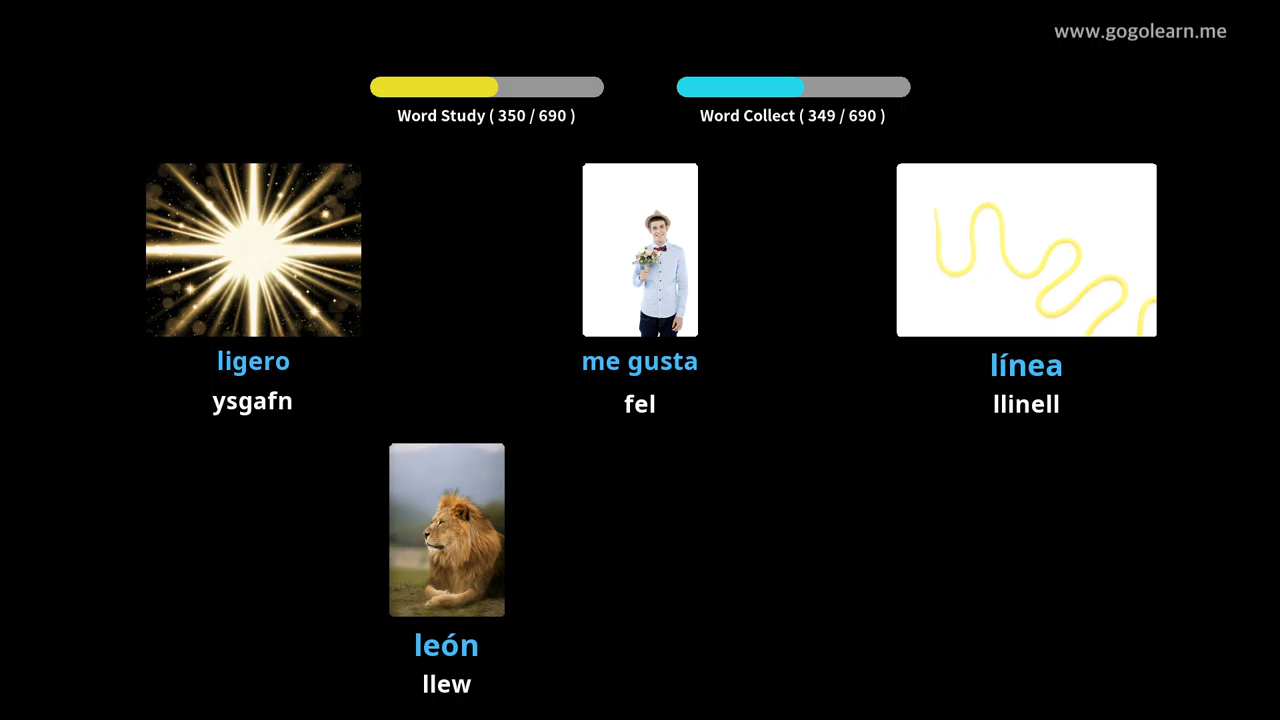 www.gogolearn.me
Word Study ( 350 / 690 )
Word Collect ( 349 / 690 )
ligero
ysgafn
me gusta
fel
línea
llinell
león
llew